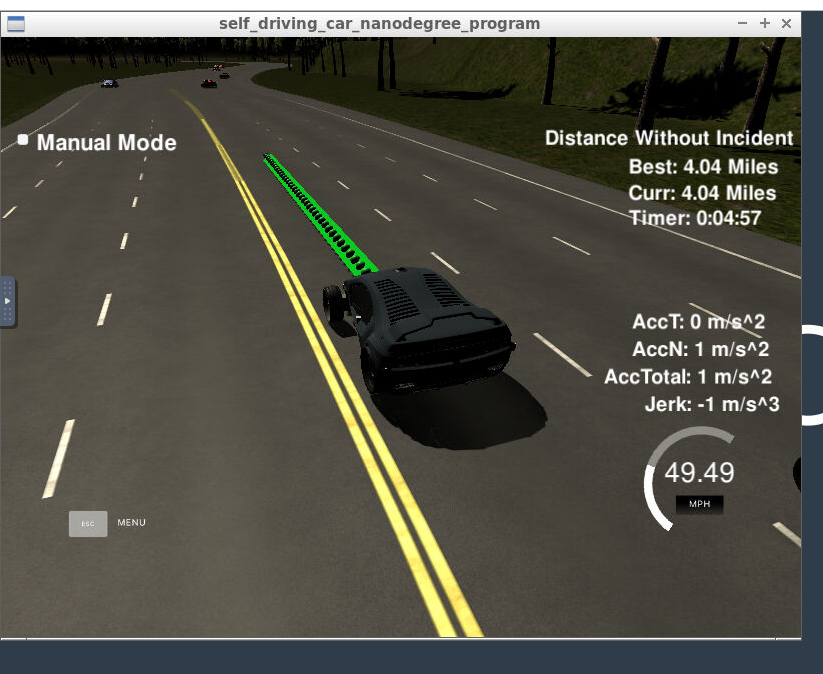 self_driving_car_nanodegree_program
Manual Mode
Distance Without Incident
Best: 4.04 Miles
Curr: 4.04 Miles
Timer: 0:04:57
AccT: 0 m/s^2
AccN: 1 m/s^2
AccTotal: 1 m/s^2
Jerk: -1 m/s^3
49.49
MPH
ESC MENU